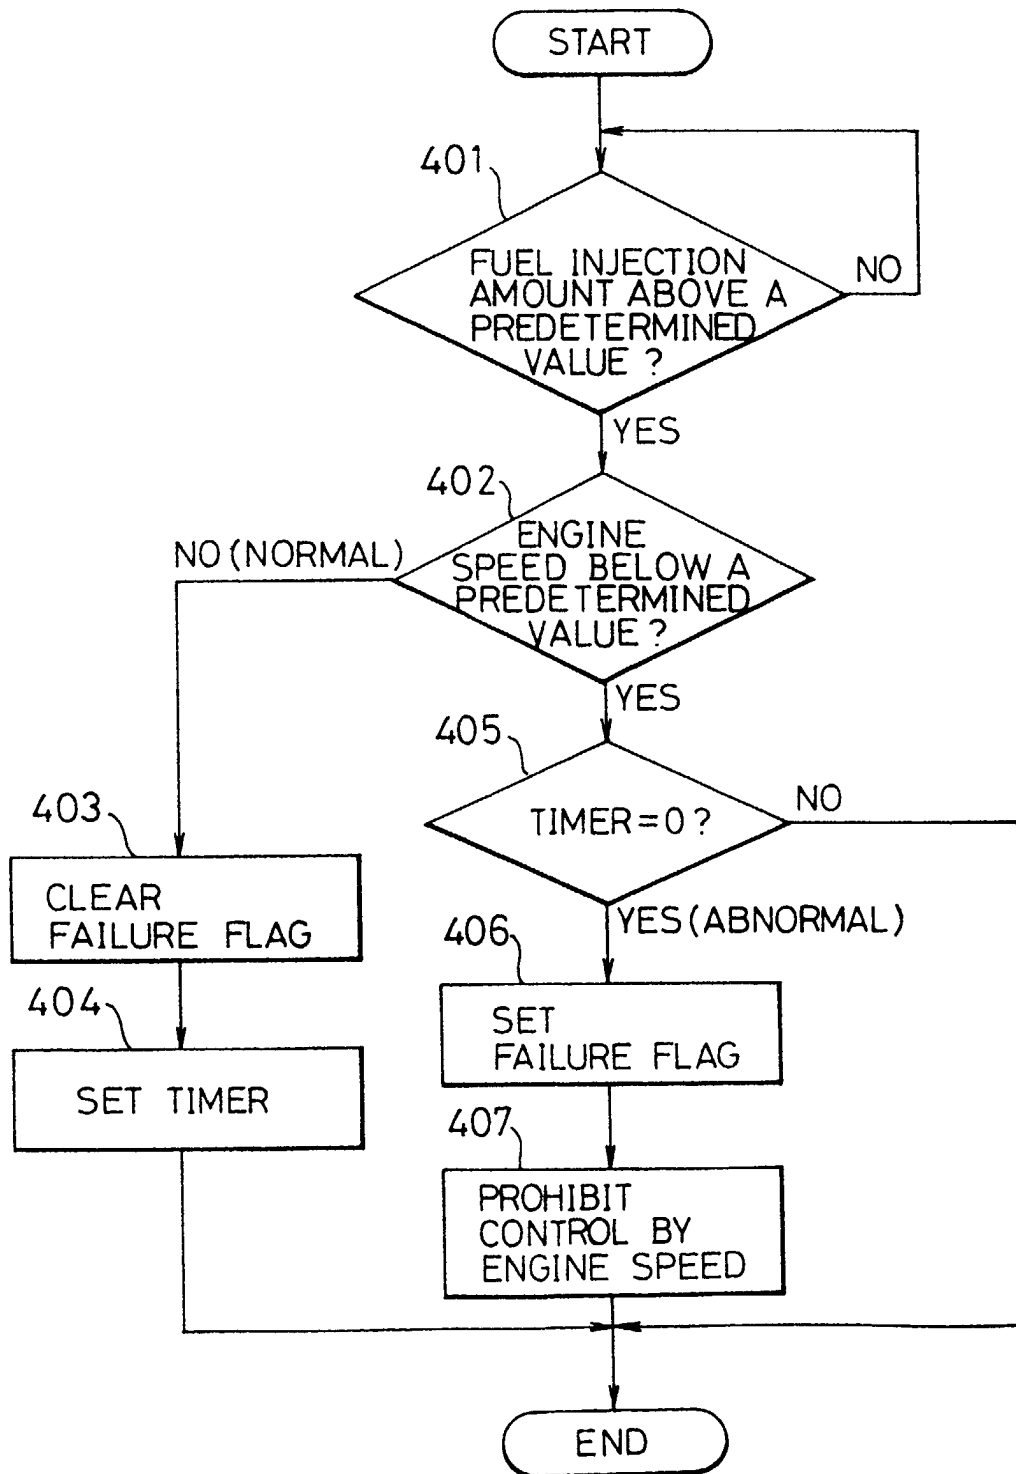 START
401
FUEL INJECTION
AMOUNT ABOVE A
PREDETERMINED
VALUE ?
NO
YES
402
ENGINE
SPEED BELOW A
PREDETERMINED
VALUE ?
NO (NORMAL)
YES
405
TIMER = 0 ?
NO
YES (ABNORMAL)
403
CLEAR
FAILURE FLAG
404
SET TIMER
406
SET
FAILURE FLAG
407
PROHIBIT
CONTROL BY
ENGINE SPEED
END